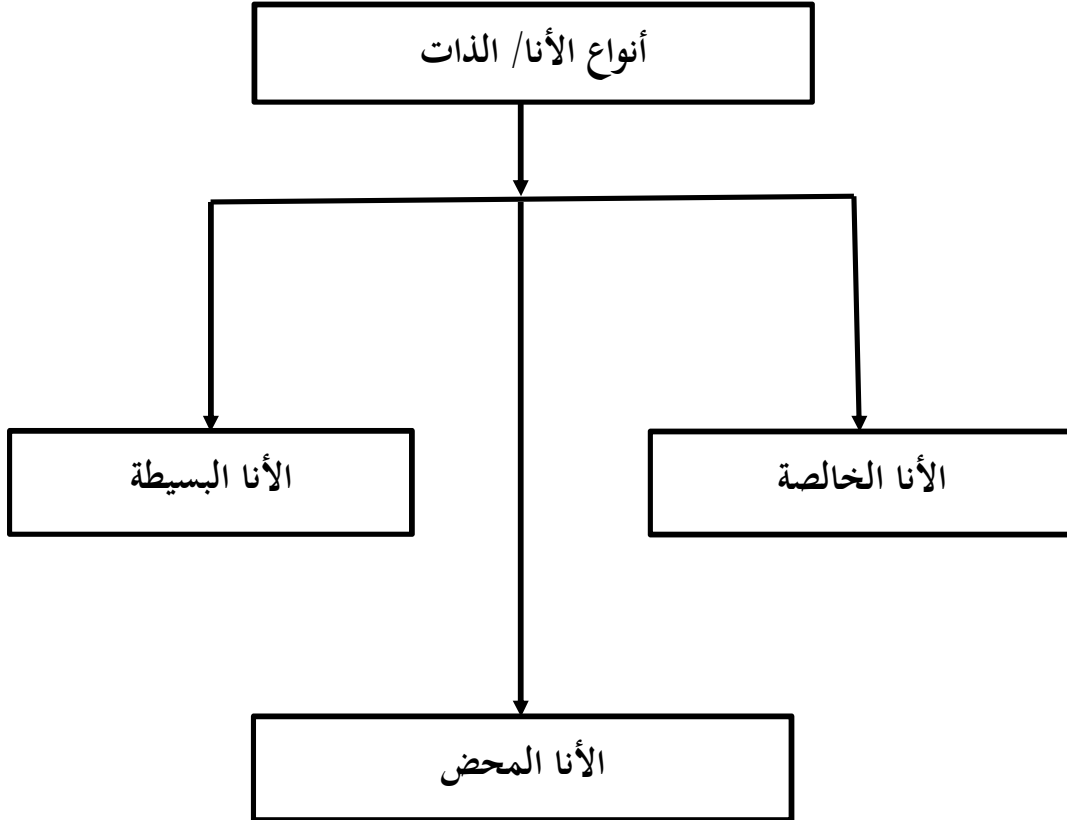 أنواع الأنا/ الذات
الأنا الخالصة
الأنا البسيطة
الأنا المحض